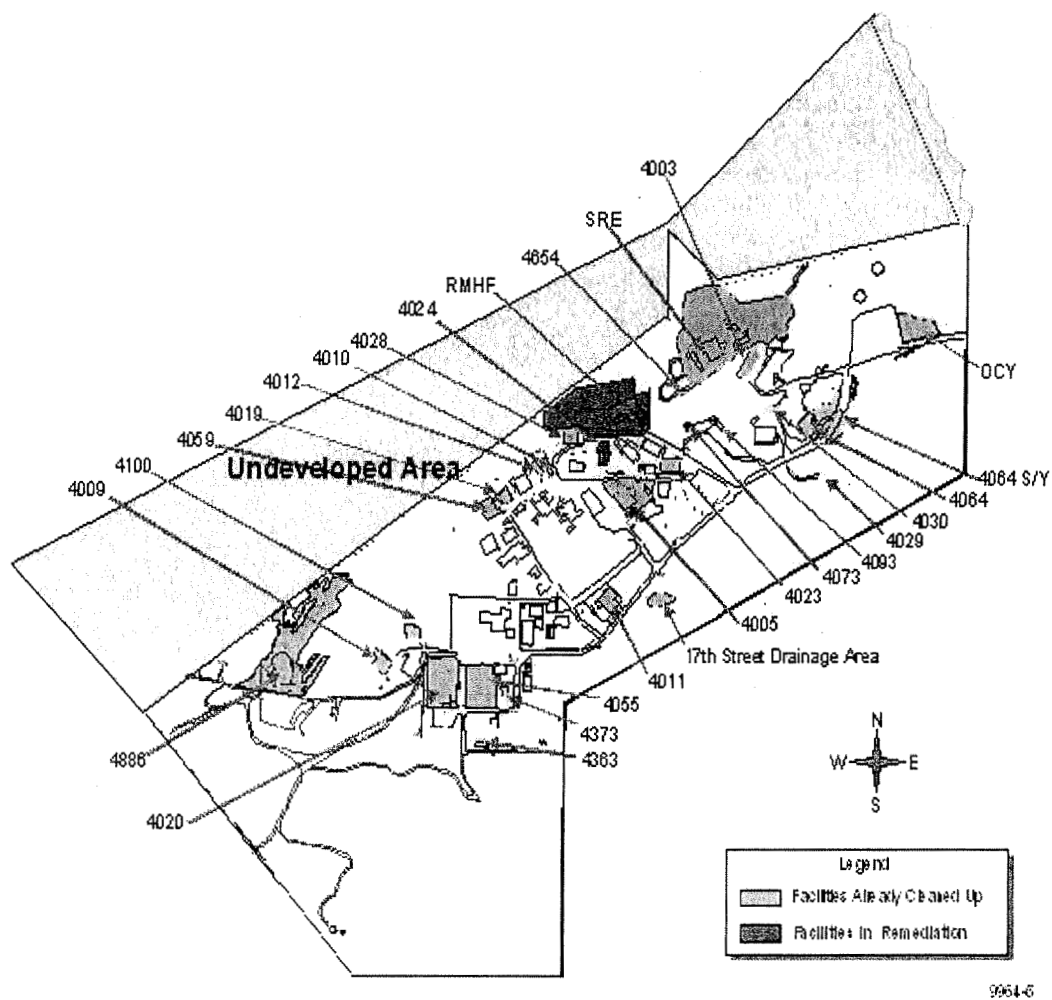 4003
SRE
4654
RMHF
4024
4028
4010
4012
4019
4059
4100
Undeveloped Area
4009
OCY
4064 S/Y
4064
4030
4029
4093
4073
4023
4005
17th Street Drainage Area
4011
4055
4373
4363
4886
4020
N
W
E
S
Legend
Facilities Already Cleaned Up
Facilities In Remediation
9964-6